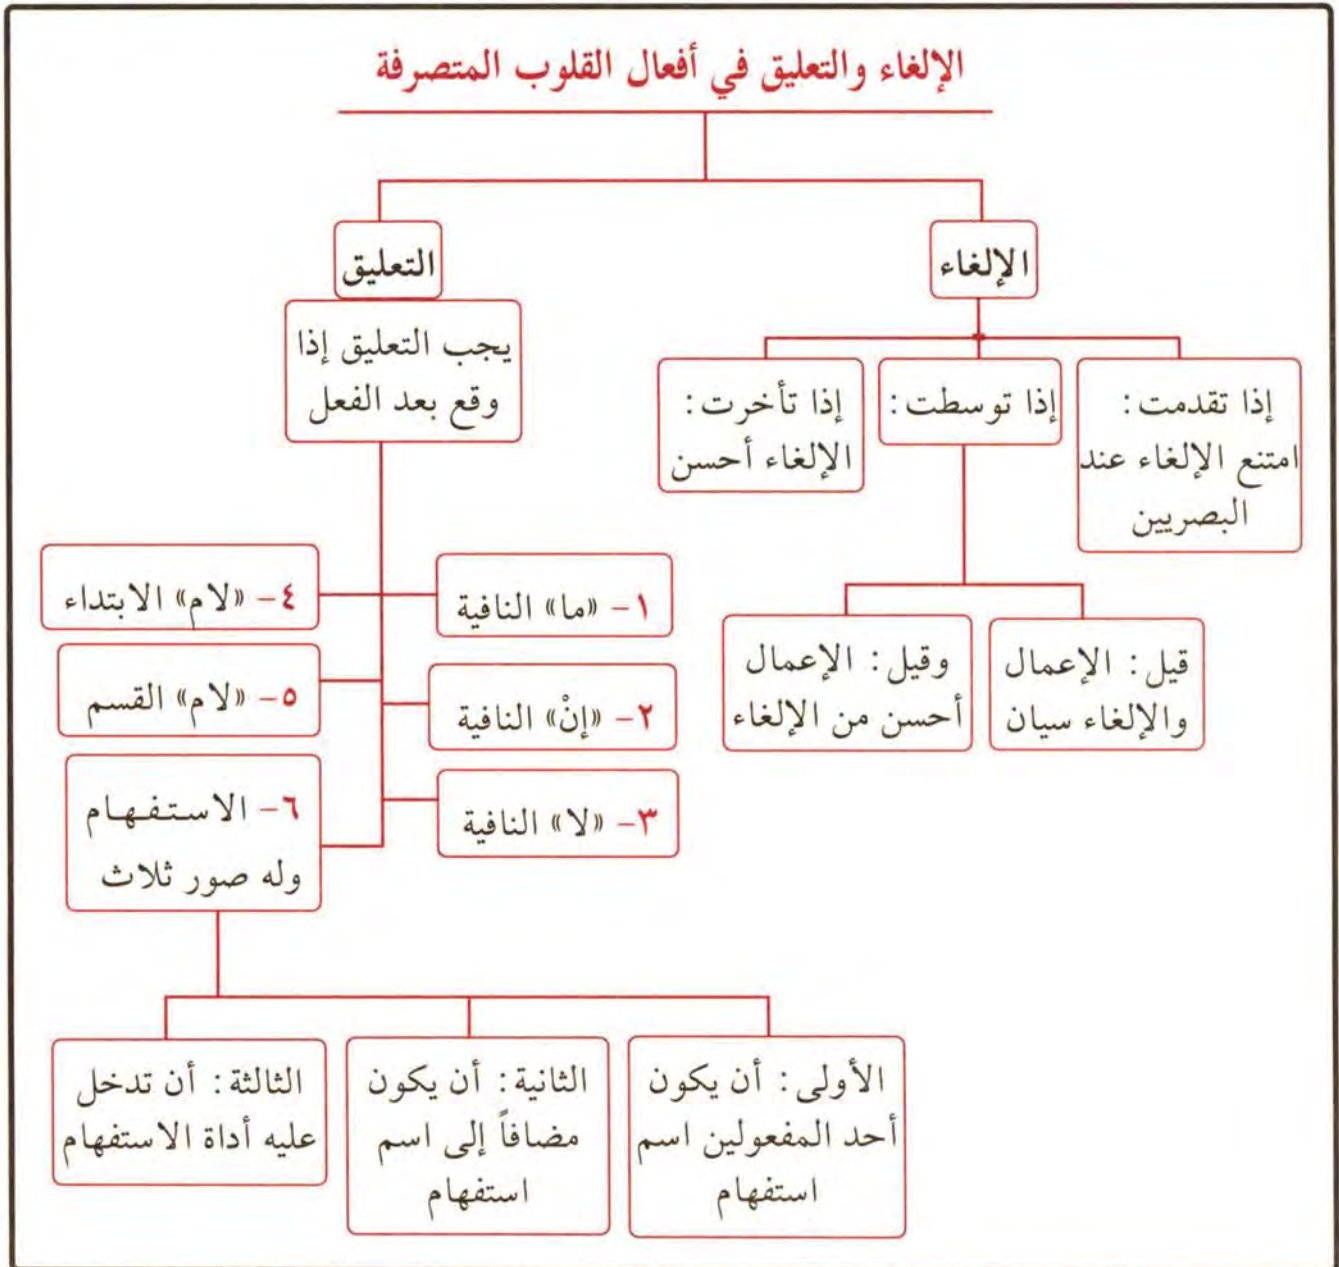 الإلغاء والتعليق في أفعال القلوب المتصرفة
الإلغاء
إذا تقدمت:
امتنع الإلغاء عند
البصريين
إذا توسطت:
إذا تأخرت:
الإلغاء أحسن
قيل: الإعمال
والإلغاء سيان
وقيل: الإعمال
أحسن من الإلغاء
التعليق
يجب التعليق إذا
وقع بعد الفعل
١- «ما» النافية
٢- «إنْ» النافية
٣- «لا» النافية
٤- «لام» الابتداء
٥- «لام» القسم
٦- الاستفهام
وله صور ثلاث
الأولى: أن يكون
أحد المفعولين اسم
استفهام
الثانية: أن يكون
مضافاً إلى اسم
استفهام
الثالثة: أن تدخل
عليه أداة الاستفهام